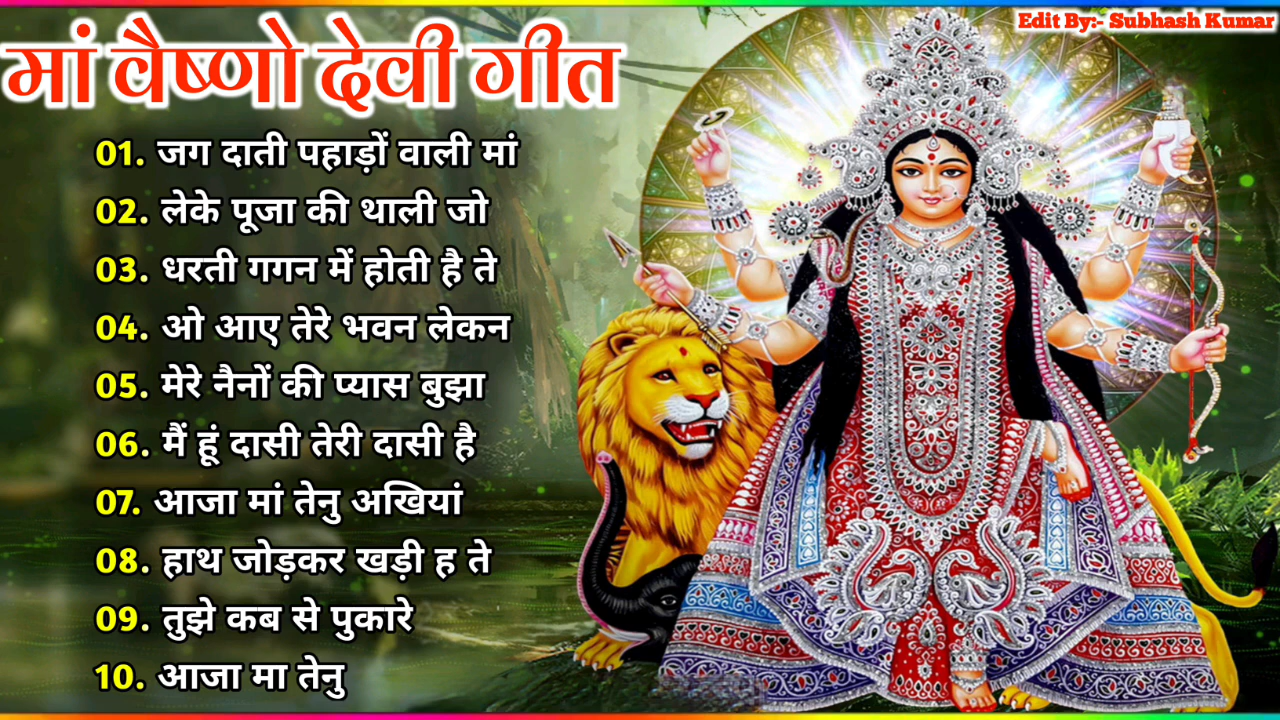 Edit By:- Subhash Kumar
मां वैष्णो देवी गीत
01. जग दाती पहाड़ों वाली मां
02. लेके पूजा की थाली जो
03. धरती गगन में होती है ते
04. ओ आए तेरे भवन लेकन
05. मेरे नैनों की प्यास बुझा
06. मैं हूं दासी तेरी दासी है
07. आजा मां तेनु अखियां
08. हाथ जोड़कर खड़ी ह ते
09. तुझे कब से पुकारे
10. आजा मा तेनु